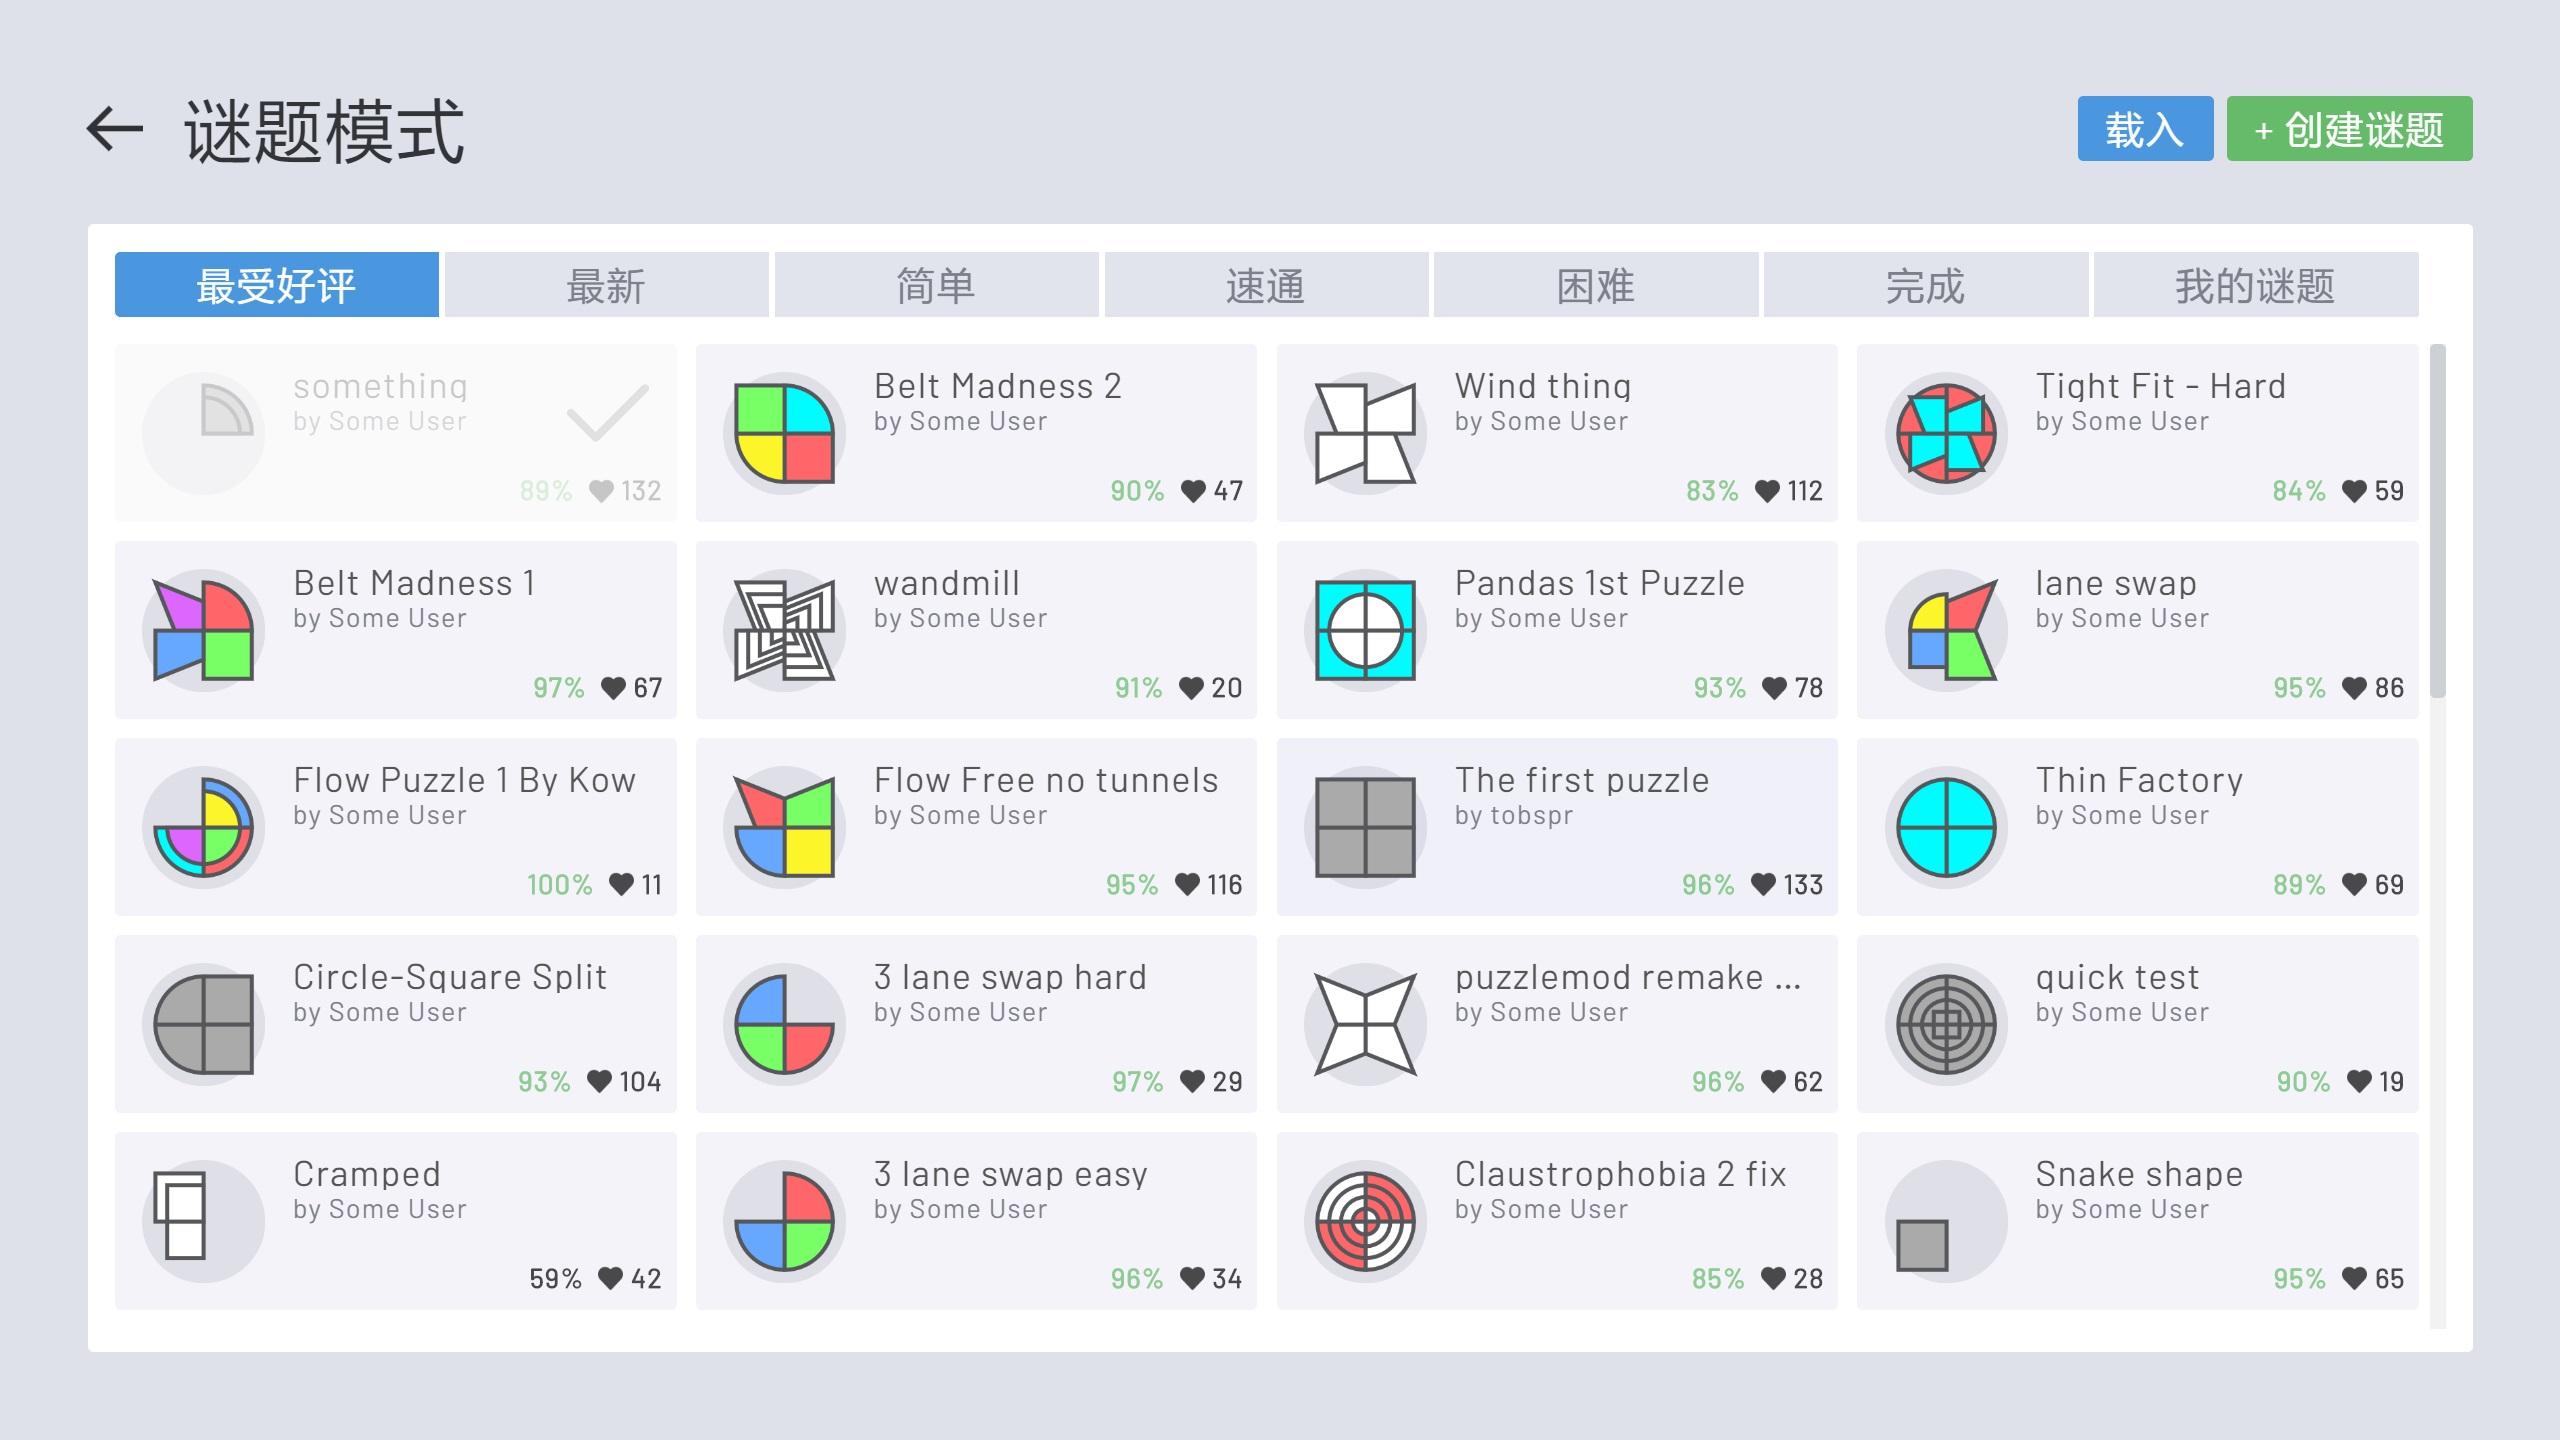 谜题模式
载入
+ 创建谜题
最受好评
最新
简单
速通
困难
完成
我的谜题
something
by Some User
89% 132
Belt Madness 2
by Some User
90% 47
Wind thing
by Some User
83% 112
Tight Fit - Hard
by Some User
84% 59
Belt Madness 1
by Some User
97% 67
wandmill
by Some User
91% 20
Pandas 1st Puzzle
by Some User
93% 78
lane swap
by Some User
95% 86
Flow Puzzle 1 By Kow
by Some User
100% 11
Flow Free no tunnels
by Some User
95% 116
The first puzzle
by tobspr
96% 133
Thin Factory
by Some User
89% 69
Circle-Square Split
by Some User
93% 104
3 lane swap hard
by Some User
97% 29
puzzlemod remake ...
by Some User
96% 62
quick test
by Some User
90% 19
Cramped
by Some User
59% 42
3 lane swap easy
by Some User
96% 34
Claustrophobia 2 fix
by Some User
85% 28
Snake shape
by Some User
95% 65